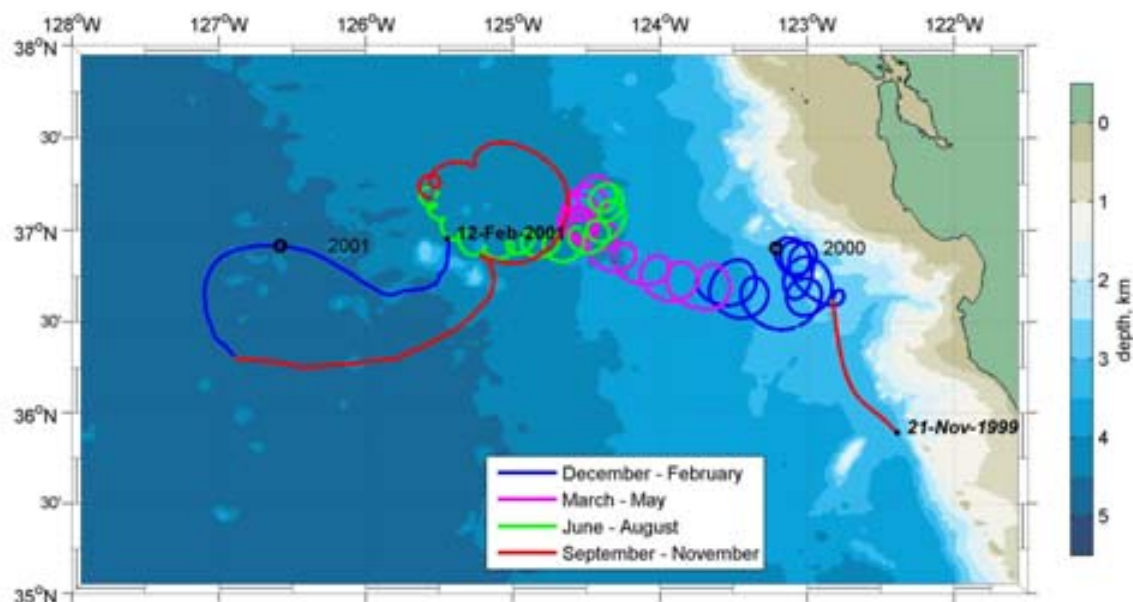 128°W 127°W 126°W 125°W 124°W 123°W 122°W
38°N
30'
37°N
30'
36°N
30'
35°N
12-Feb-2001
2001
2000
21-Nov-1999
December - February
March - May
June - August
September - November
0
1
2
3
4
5
depth, km